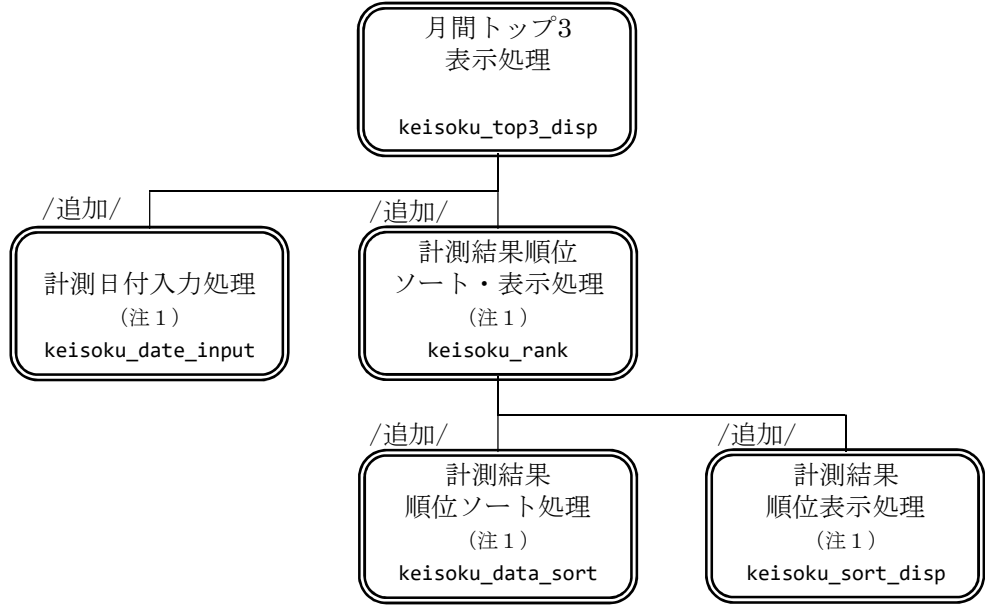 月間トップ3
表示処理
keisoku_top3_disp
/追加/
計測日付入力処理
（注１）
keisoku_date_input
/追加/
計測結果順位
ソート・表示処理
（注１）
keisoku_rank
/追加/
計測結果
順位ソート処理
（注１）
keisoku_data_sort
/追加/
計測結果
順位表示処理
（注１）
keisoku_sort_disp